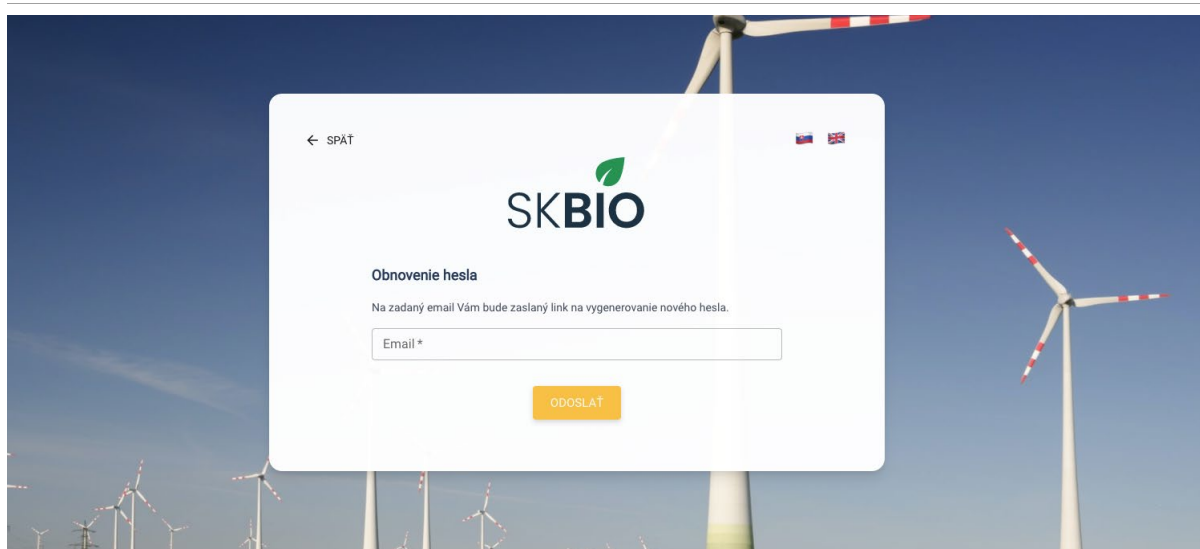 ← SPÄŤ
SKBIO
Obnovenie hesla
Na zadaný email Vám bude zaslaný link na vygenerovanie nového hesla.
Email *
ODOSLAŤ